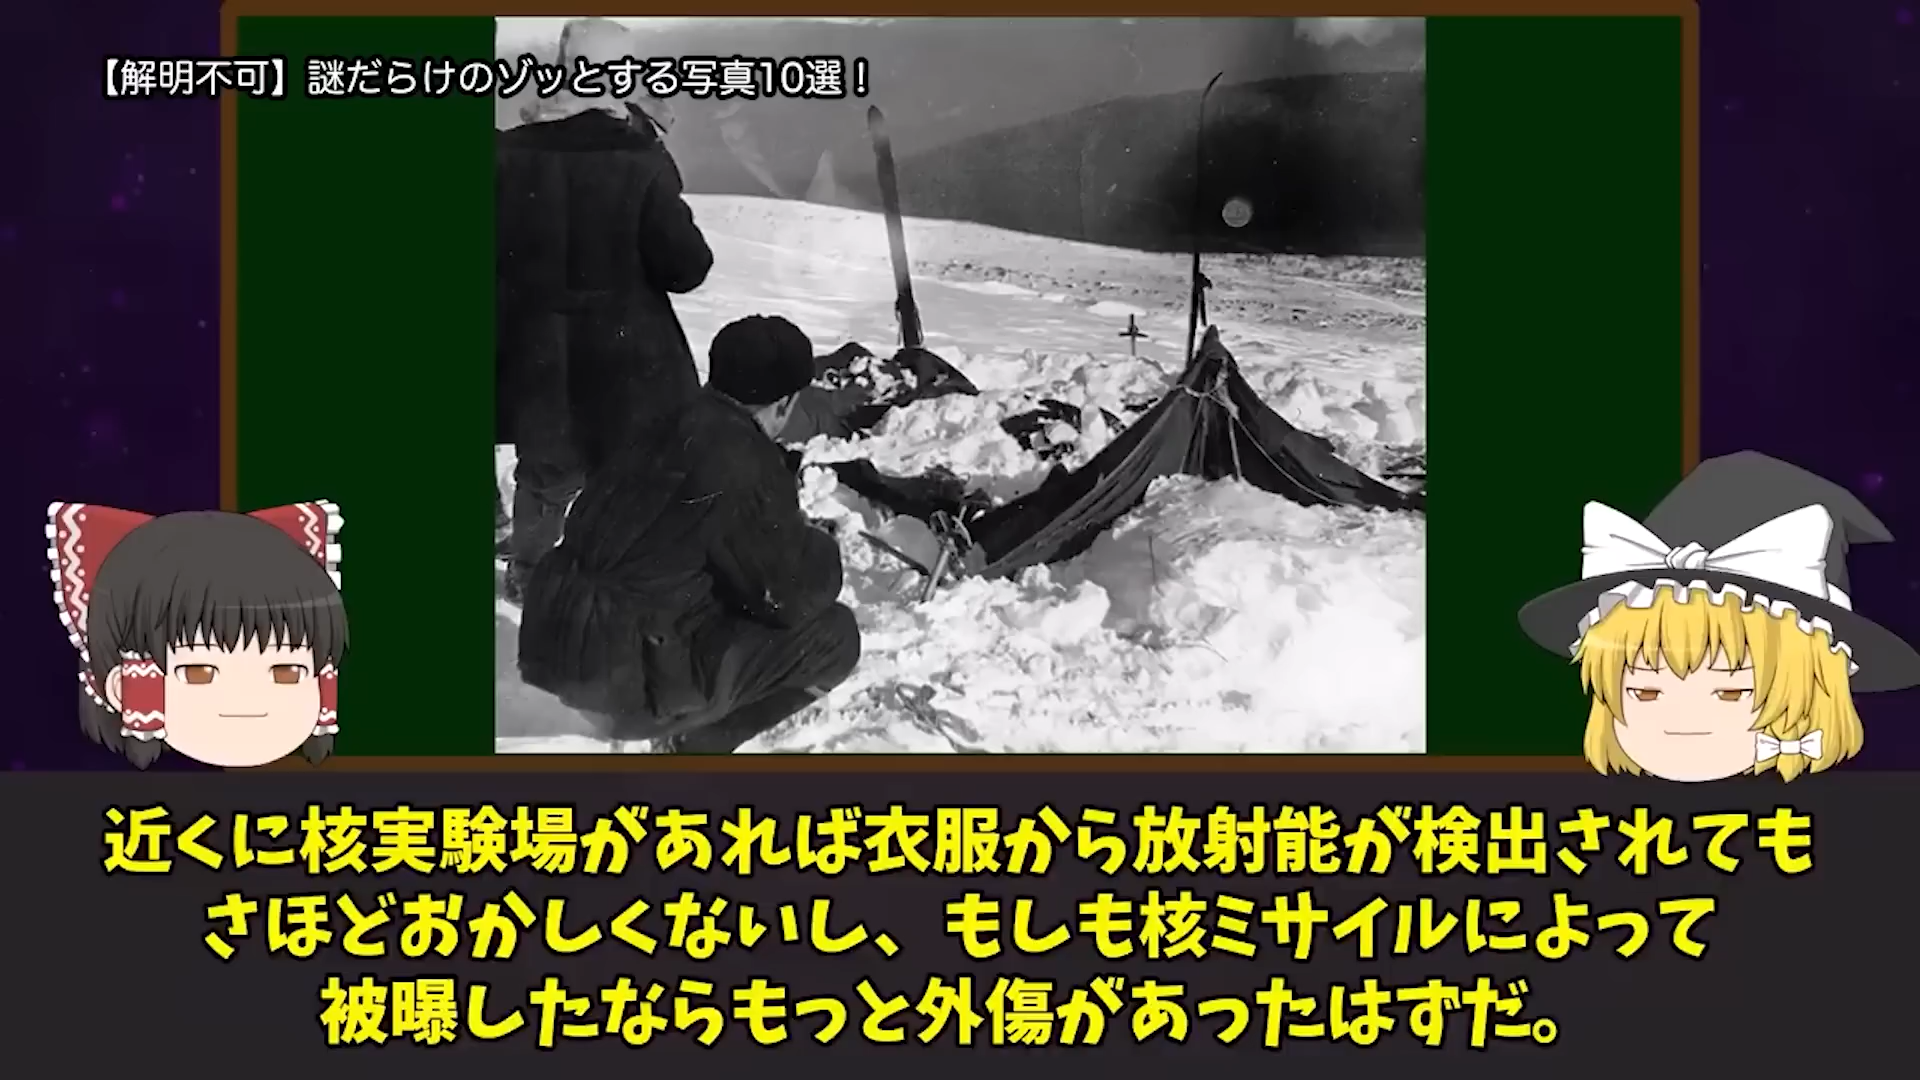 【解明不可】謎だらけのゾッとする写真10選！
近くに核実験場があれば衣服から放射能が検出されても
さほどおかしくないし、もしも核ミサイルによって
被曝したならもっと外傷があったはずだ。